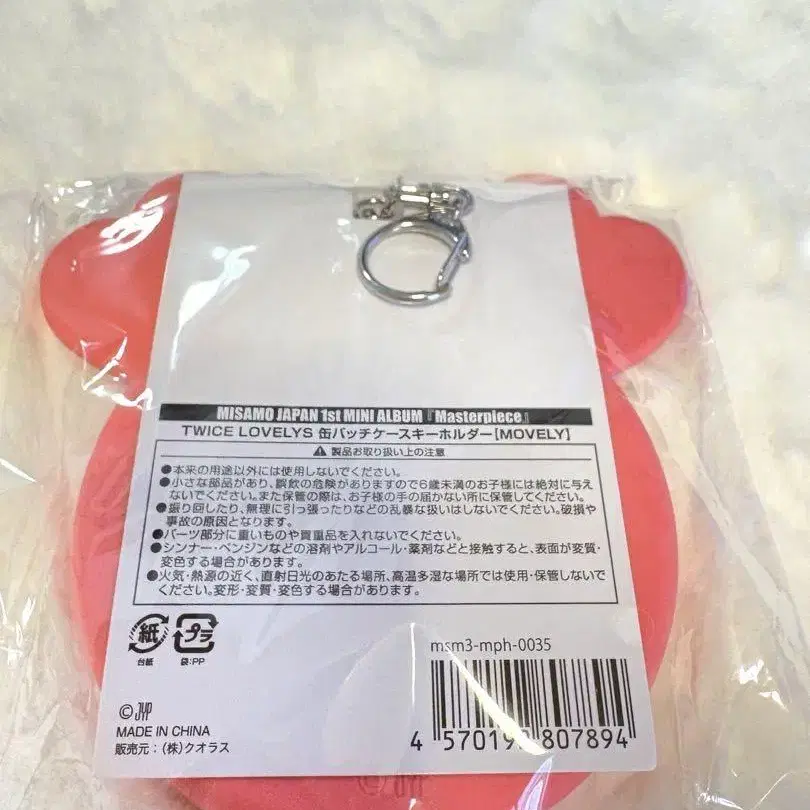 MISAMO JAPAN 1st MINI ALBUM『Masterpiece』
TWICE LOVELYS 缶バッチケースキーホルダー[MOVELY]
製品お取り扱い上の注意
●本来の用途以外には使用しないでください。
●小さな部品があり、誤飲の危険がありますので6歳未満のお子様には絶対に与
えないでください。また保管の際は、お子様の手の届かない所に保管してください。
●振り回したり、無理に引っ張ったりなどの乱暴な扱いはしないでください。破損や
事故の原因となります。
●パーツ部分に重いものや貴重品を入れないでください。
●シンナー・ベンジンなどの溶剤やアルコール・薬剤などと接触すると、表面が変質・
変色する場合があります。
●火気・熱源の近く、直射日光のあたる場所、高温多湿な場所では使用・保管しないで
ください。変形・変質・変色する場合があります。
紙 プラ
台紙 袋:PP
msm3-mph-0035
© JYP
MADE IN CHINA
販売元：(株)クオラス
4 807894
© JYP